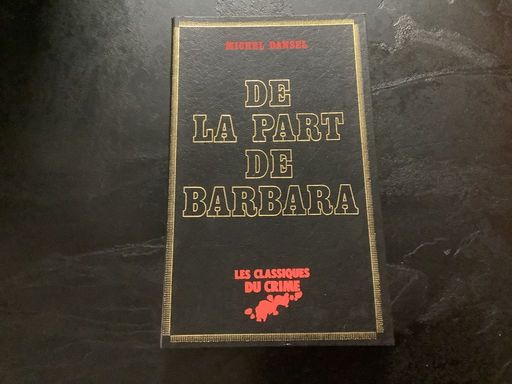 MICHEL DANSEL
DE
LA PART
DE
BARBARA
LES CLASSIQUES
DU CRIME